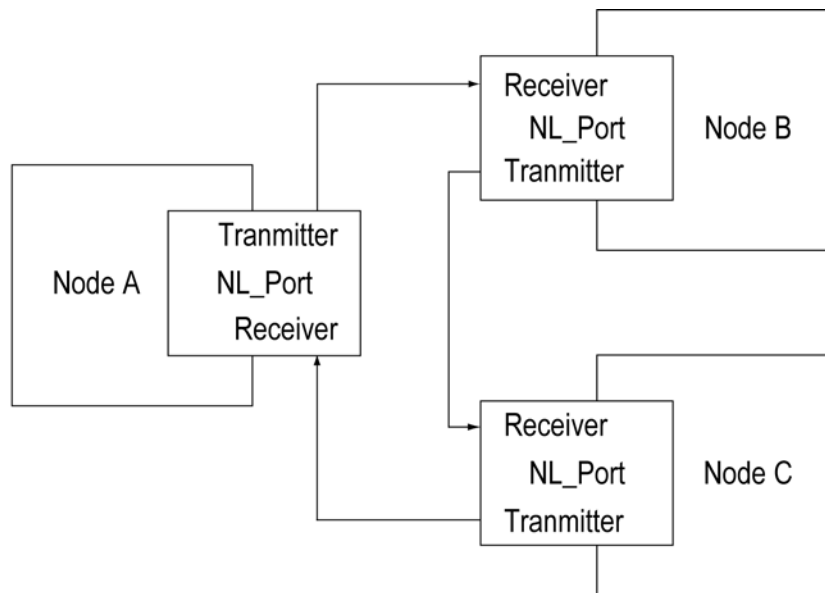 Node A
Tranmitter
NL_Port
Receiver
Receiver
NL_Port
Tranmitter
Node B
Receiver
NL_Port
Tranmitter
Node C